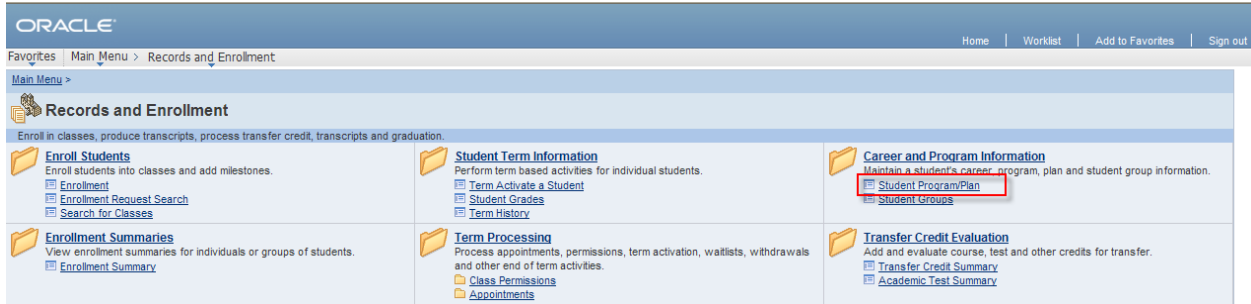 ORACLE
Home | Worklist | Add to Favorites | Sign out
Favorites | Main Menu > Records and Enrollment
Main Menu >
Records and Enrollment
Enroll in classes, produce transcripts, process transfer credit, transcripts and graduation.
Enroll Students
Enroll students into classes and add milestones.
Enrollment
Enrollment Request Search
Search for Classes
Student Term Information
Perform term based activities for individual students.
Term Activate a Student
Student Grades
Term History
Career and Program Information
Maintain a student's career, program, plan and student group information.
Student Program/Plan
Student Groups
Enrollment Summaries
View enrollment summaries for individuals or groups of students.
Enrollment Summary
Term Processing
Process appointments, permissions, term activation, waitlists, withdrawals
and other end of term activities.
Class Permissions
Appointments
Transfer Credit Evaluation
Add and evaluate course, test and other credits for transfer.
Transfer Credit Summary
Academic Test Summary